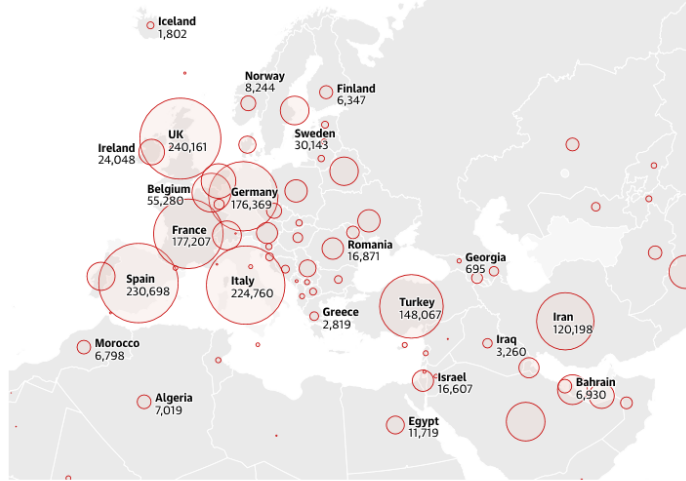 Iceland
1,802
Norway
8,244
Finland
6,347
UK
240,161
Sweden
30,143
Ireland
24,048
Belgium
55,280
Germany
176,369
France
177,207
Romania
16,871
Georgia
695
Spain
230,698
Italy
224,760
Turkey
148,067
Greece
2,819
Iran
120,198
Morocco
6,798
Iraq
3,260
Israel
16,607
Bahrain
6,930
Algeria
7,019
Egypt
11,719